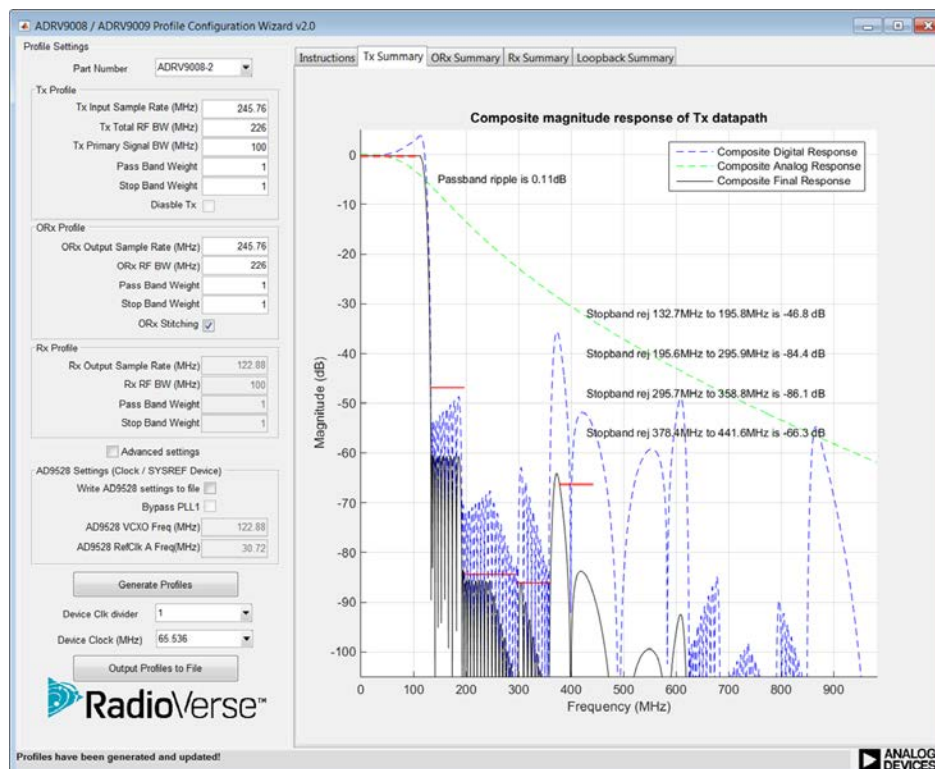 ADRV9008 / ADRV9009 Profile Configuration Wizard v2.0
Profile Settings
Part Number ADRV9008-2
Tx Profile
Tx Input Sample Rate (MHz) 245.76
Tx Total RF BW (MHz) 226
Tx Primary Signal BW (MHz) 100
Pass Band Weight 1
Stop Band Weight 1
Diasble Tx
ORx Profile
ORx Output Sample Rate (MHz) 245.76
ORx RF BW (MHz) 226
Pass Band Weight 1
Stop Band Weight 1
ORx Stitching
Rx Profile
Rx Output Sample Rate (MHz) 122.88
Rx RF BW (MHz) 100
Pass Band Weight 1
Stop Band Weight 1
Advanced settings
AD9528 Settings (Clock / SYSREF Device)
Write AD9528 settings to file
Bypass PLL1
AD9528 VCXO Freq (MHz) 122.88
AD9528 RefClk A Freq(MHz) 30.72
Generate Profiles
Device Clk divider 1
Device Clock (MHz) 65.536
Output Profiles to File
RadioVerse™
Profiles have been generated and updated!
Instructions Tx Summary ORx Summary Rx Summary Loopback Summary
Composite magnitude response of Tx datapath
Composite Digital Response
Composite Analog Response
Composite Final Response
Passband ripple is 0.11dB
Stopband rej 132.7MHz to 195.8MHz is -46.8 dB
Stopband rej 195.6MHz to 295.9MHz is -84.4 dB
Stopband rej 295.7MHz to 358.8MHz is -86.1 dB
Stopband rej 378.4MHz to 441.6MHz is -66.3 dB
Magnitude (dB)
0
-10
-20
-30
-40
-50
-60
-70
-80
-90
-100
0 100 200 300 400 500 600 700 800 900
Frequency (MHz)
ANALOG
DEVICES